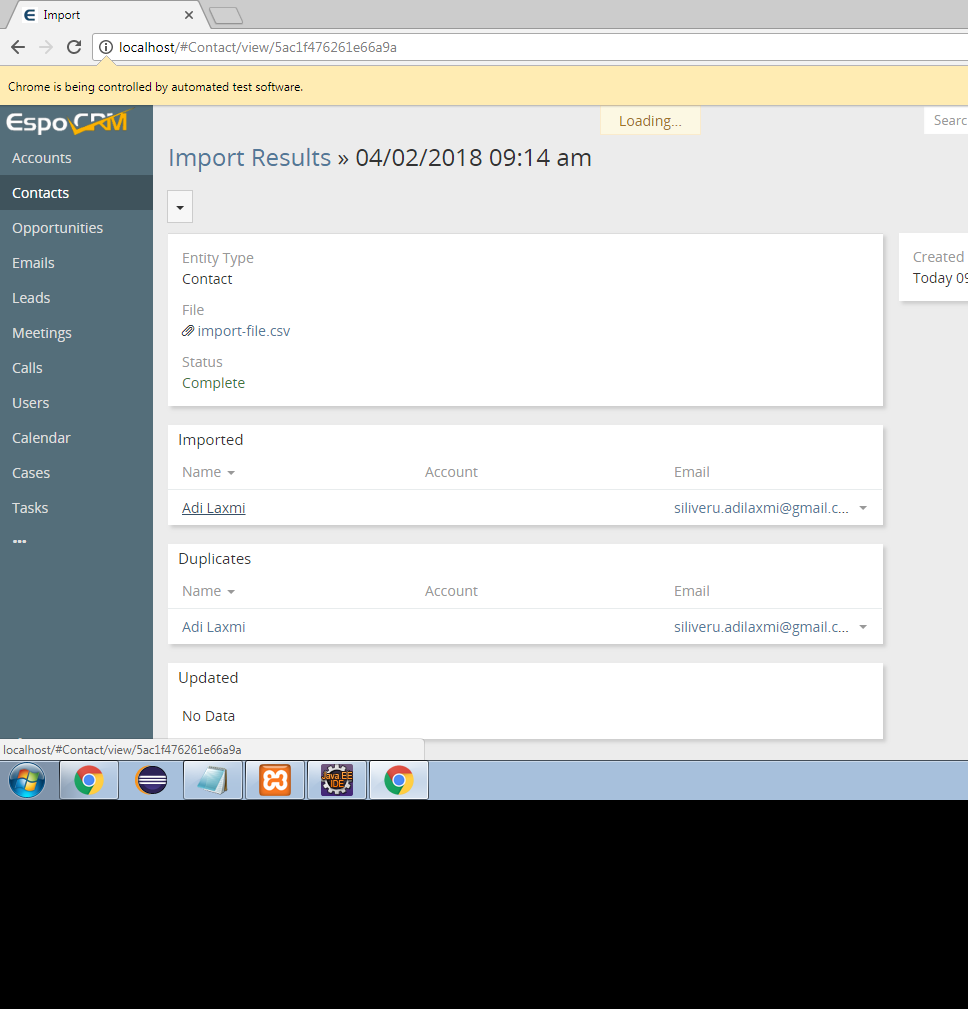 Import
localhost/#Contact/view/5ac1f476261e66a9a
Chrome is being controlled by automated test software.
EspoCRM
Loading...
Searc
Accounts
Import Results » 04/02/2018 09:14 am
Contacts
Opportunities
Emails
Leads
Meetings
Calls
Users
Calendar
Cases
Tasks
Entity Type
Contact
File
import-file.csv
Status
Complete
Created
Today 09
Imported
Name Account Email
Adi Laxmi siliveru.adilaxmi@gmail.c...
Duplicates
Name Account Email
Adi Laxmi siliveru.adilaxmi@gmail.c...
Updated
No Data
localhost/#Contact/view/5ac1f476261e66a9a
Java EE
IDE